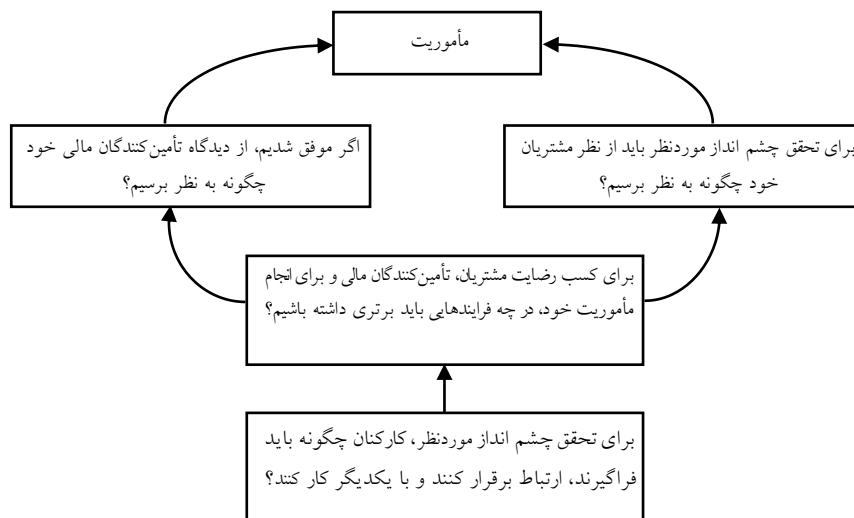 مأموریت
برای تحقق چشم انداز موردنظر باید از نظر مشتریان
خود چگونه به نظر برسیم؟
اگر موفق شدیم، از دیدگاه تأمین‌کنندگان مالی خود
چگونه به نظر برسیم؟
برای کسب رضایت مشتریان، تأمین‌کنندگان مالی و برای انجام
مأموریت خود، در چه فرایندهایی باید برتری داشته باشیم؟
برای تحقق چشم انداز موردنظر، کارکنان چگونه باید
فراگیرند، ارتباط برقرار کنند و با یکدیگر کار کنند؟